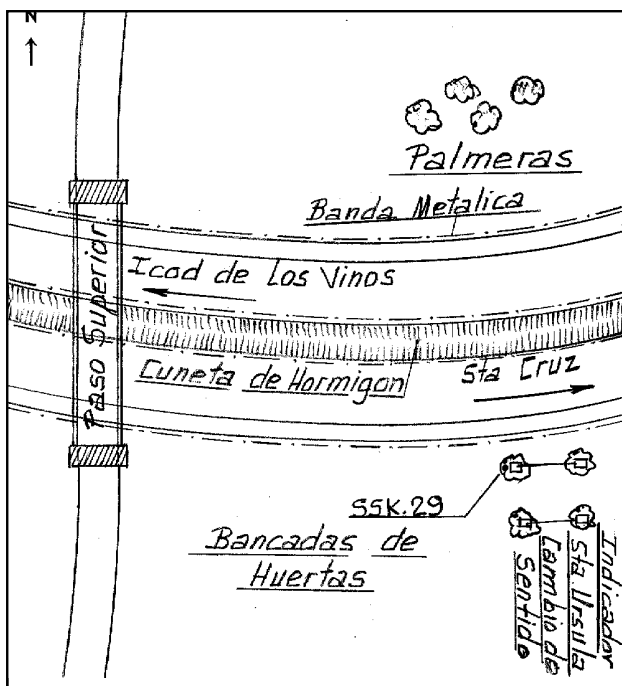 N
Palmeras
Banda Metalica
Icod de Los Vinos
Paso Superior
Cuneta de Hormigon
Sta Cruz
SSK.29
Bancadas de
Huertas
Indicador
Sta Ursula
Cambio de
Sentido